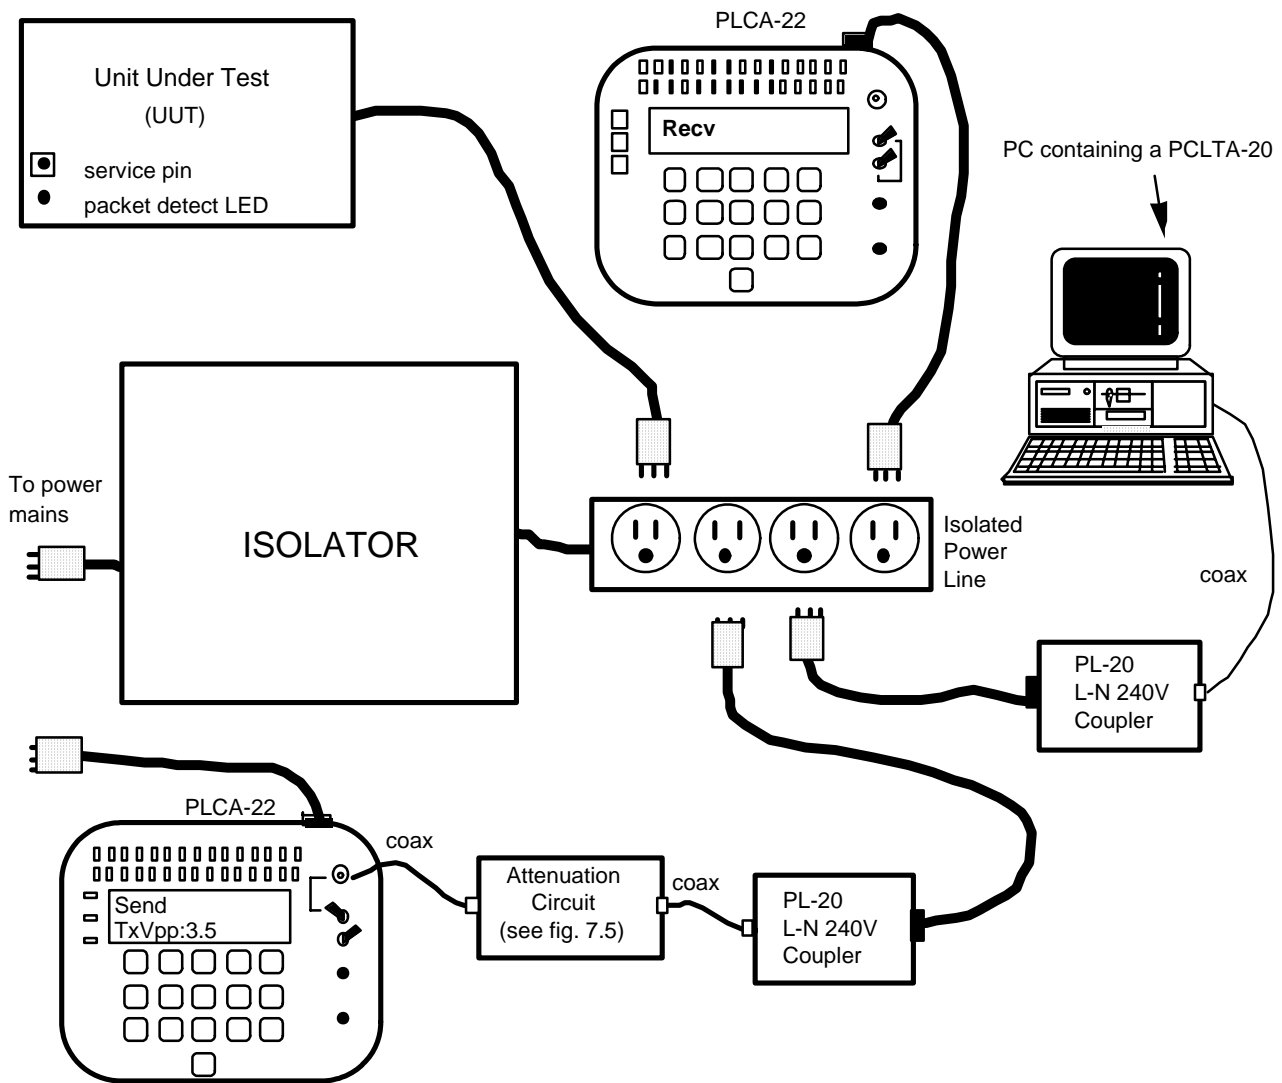 PLCA-22
Unit Under Test
(UUT)
service pin
packet detect LED
Recv
PC containing a PCLTA-20
To power
mains
ISOLATOR
Isolated
Power
Line
coax
PL-20
L-N 240V
Coupler
PLCA-22
coax
Send
TxVpp:3.5
Attenuation
Circuit
(see fig. 7.5)
coax
PL-20
L-N 240V
Coupler